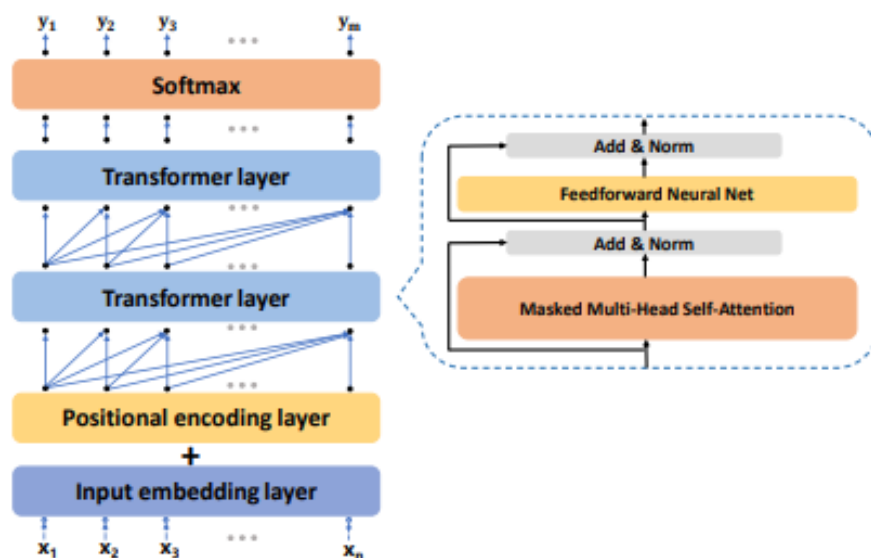 y1 y2 y3 ... ym
Softmax
...
Transformer layer
...
...
Transformer layer
...
...
Positional encoding layer
+
Input embedding layer
x1 x2 x3 ... xn
Add & Norm
Feedforward Neural Net
Add & Norm
Masked Multi-Head Self-Attention